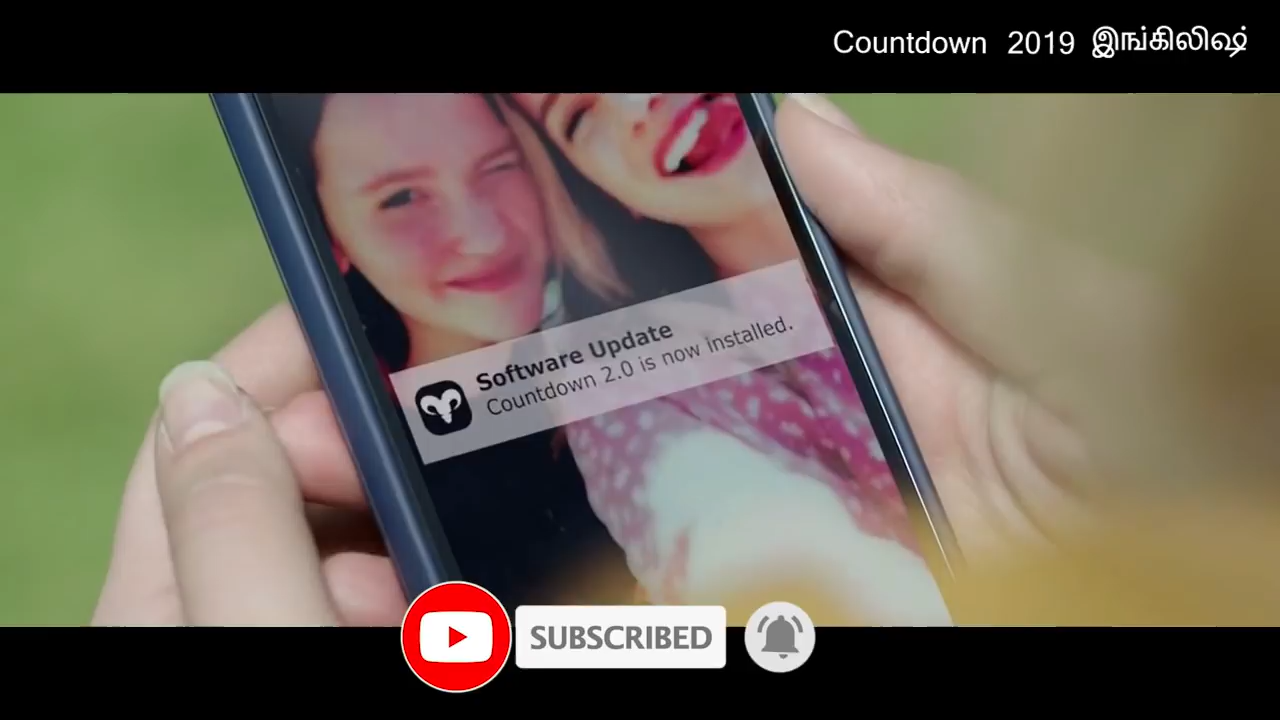 Countdown 2019 இங்கிலிஷ்
Software Update
Countdown 2.0 is now installed.
SUBSCRIBED